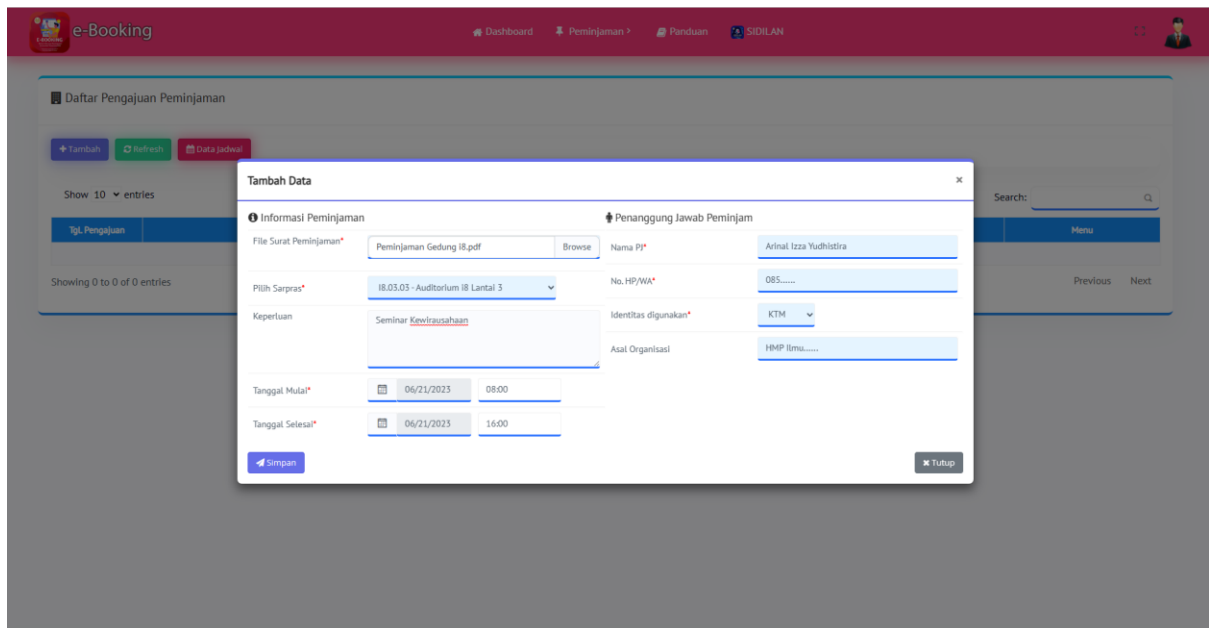 e-Booking
Dashboard Peminjaman Panduan SIDILAN
Daftar Pengajuan Peminjaman
+ Tambah Refresh Data Jadwal
Show 10 entries
Search:
Tgl. Pengajuan
Menu
Showing 0 to 0 of 0 entries
Previous Next
Tambah Data ×
Informasi Peminjaman
File Surat Peminjaman* Peminjaman Gedung i8.pdf Browse
Pilih Sarpras* I8.03.03 - Auditorium I8 Lantai 3
Keperluan Seminar Kewirausahaan
Tanggal Mulai* 06/21/2023 08:00
Tanggal Selesai* 06/21/2023 16:00
Penanggung Jawab Peminjam
Nama PJ* Arinal Izza Yudhistira
No. HP/WA* 085......
Identitas digunakan* KTM
Asal Organisasi HMP Ilmu......
Simpan
× Tutup